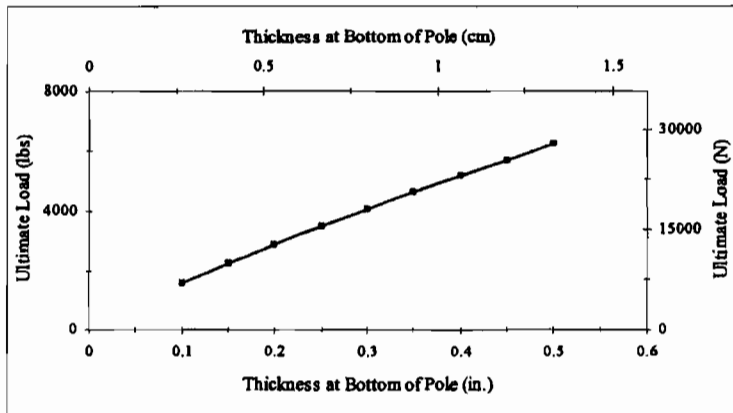 Thickness at Bottom of Pole (cm)
0 0.5 1 1.5
8000
30000
4000
15000
0
0
Ultimate Load (lbs)
Ultimate Load (N)
0 0.1 0.2 0.3 0.4 0.5 0.6
Thickness at Bottom of Pole (in.)